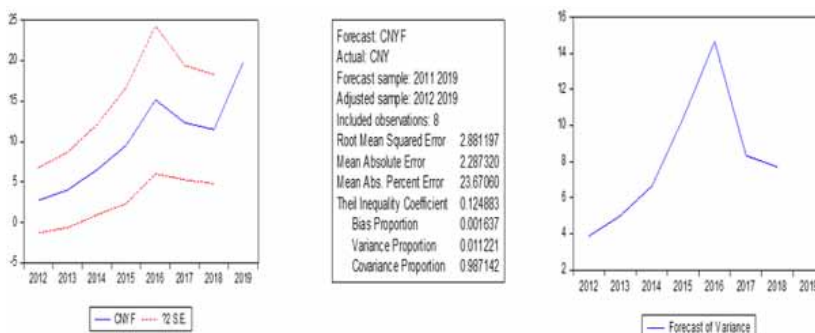 25
20
15
10
5
0
-5
2012 2013 2014 2015 2016 2017 2018 2019
CNYF ?2 S.E.
Forecast: CNYF
Actual: CNY
Forecast sample: 2011 2019
Adjusted sample: 2012 2019
Included observations: 8
Root Mean Squared Error 2.881197
Mean Absolute Error 2.287320
Mean Abs. Percent Error 23.67060
Theil Inequality Coefficient 0.124883
Bias Proportion 0.001637
Variance Proportion 0.011221
Covariance Proportion 0.987142
16
14
12
10
8
6
4
2
2012 2013 2014 2015 2016 2017 2018 2019
Forecast of Variance